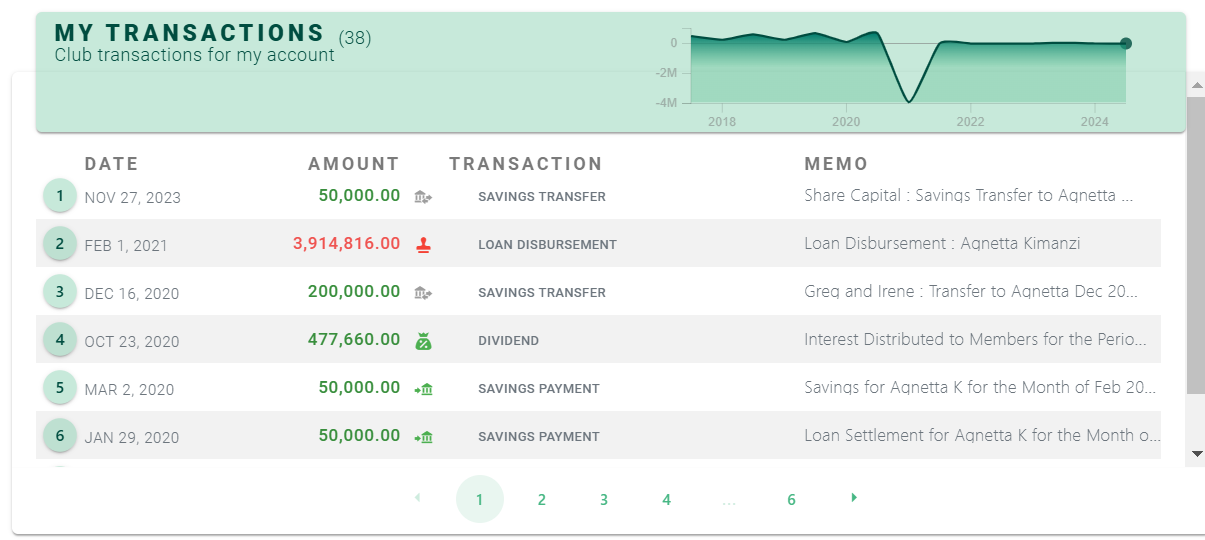 MY TRANSACTIONS (38)
Club transactions for my account
0
-2M
-4M
2018 2020 2022 2024
DATE AMOUNT TRANSACTION MEMO
1 NOV 27, 2023 50,000.00 SAVINGS TRANSFER Share Capital : Savings Transfer to Agnetta ...
2 FEB 1, 2021 3,914,816.00 LOAN DISBURSEMENT Loan Disbursement : Agnetta Kimanzi
3 DEC 16, 2020 200,000.00 SAVINGS TRANSFER Greg and Irene : Transfer to Agnetta Dec 20...
4 OCT 23, 2020 477,660.00 DIVIDEND Interest Distributed to Members for the Perio...
5 MAR 2, 2020 50,000.00 SAVINGS PAYMENT Savings for Agnetta K for the Month of Feb 20...
6 JAN 29, 2020 50,000.00 SAVINGS PAYMENT Loan Settlement for Agnetta K for the Month o...
1 2 3 4 ... 6